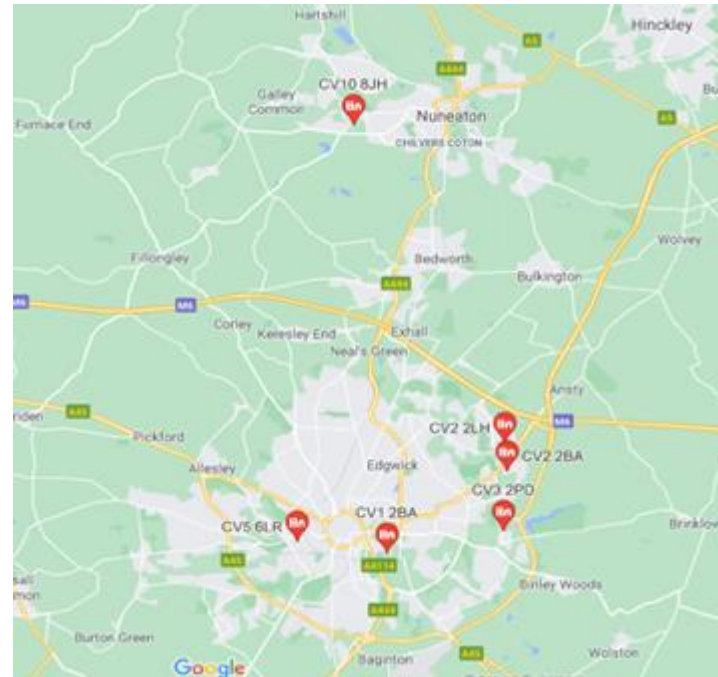 Hartshill
Hinckley
A5
A444
CV10 8JH
Galley
Common
Furnace End
Nuneaton
A5
CHILVERS COTON
Wolvey
Fillongley
Bedworth
Bulkington
A444
M6
M6
Corley
Keresley End
Exhall
Neal's Green
Ansty
A45
Pickford
CV2 2LH
M6
CV2 2BA
Allesley
Edgwick
CV3 2PD
CV5 6LR
CV1 2BA
Brinklow
A45
A4114
Binley Woods
A444
Burton Green
A45
Wolston
Baginton
Google